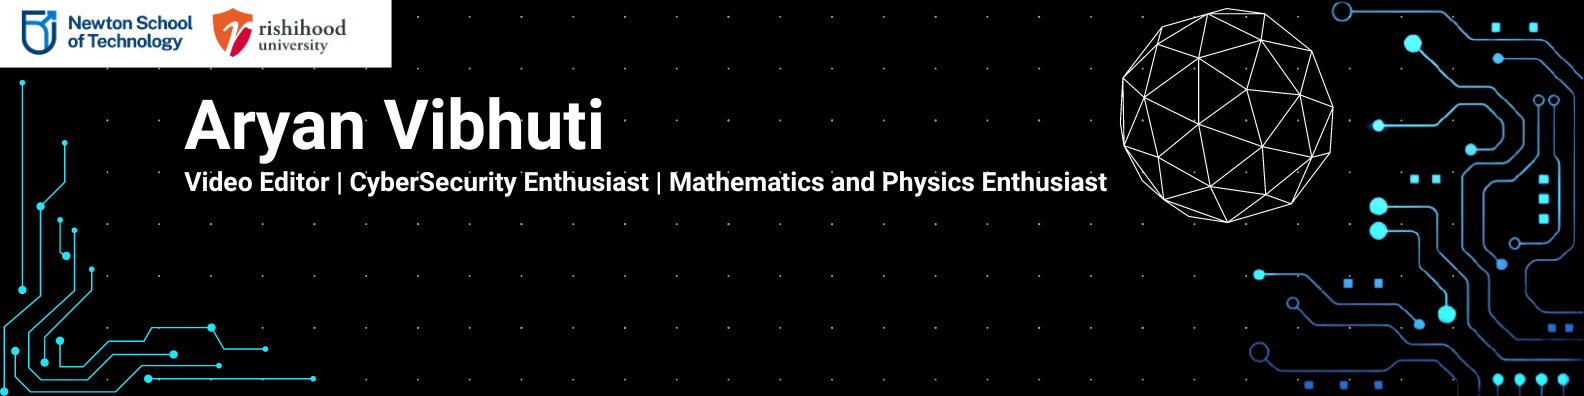 Newton School
of Technology
rishihood
university
Aryan Vibhuti
Video Editor | CyberSecurity Enthusiast | Mathematics and Physics Enthusiast